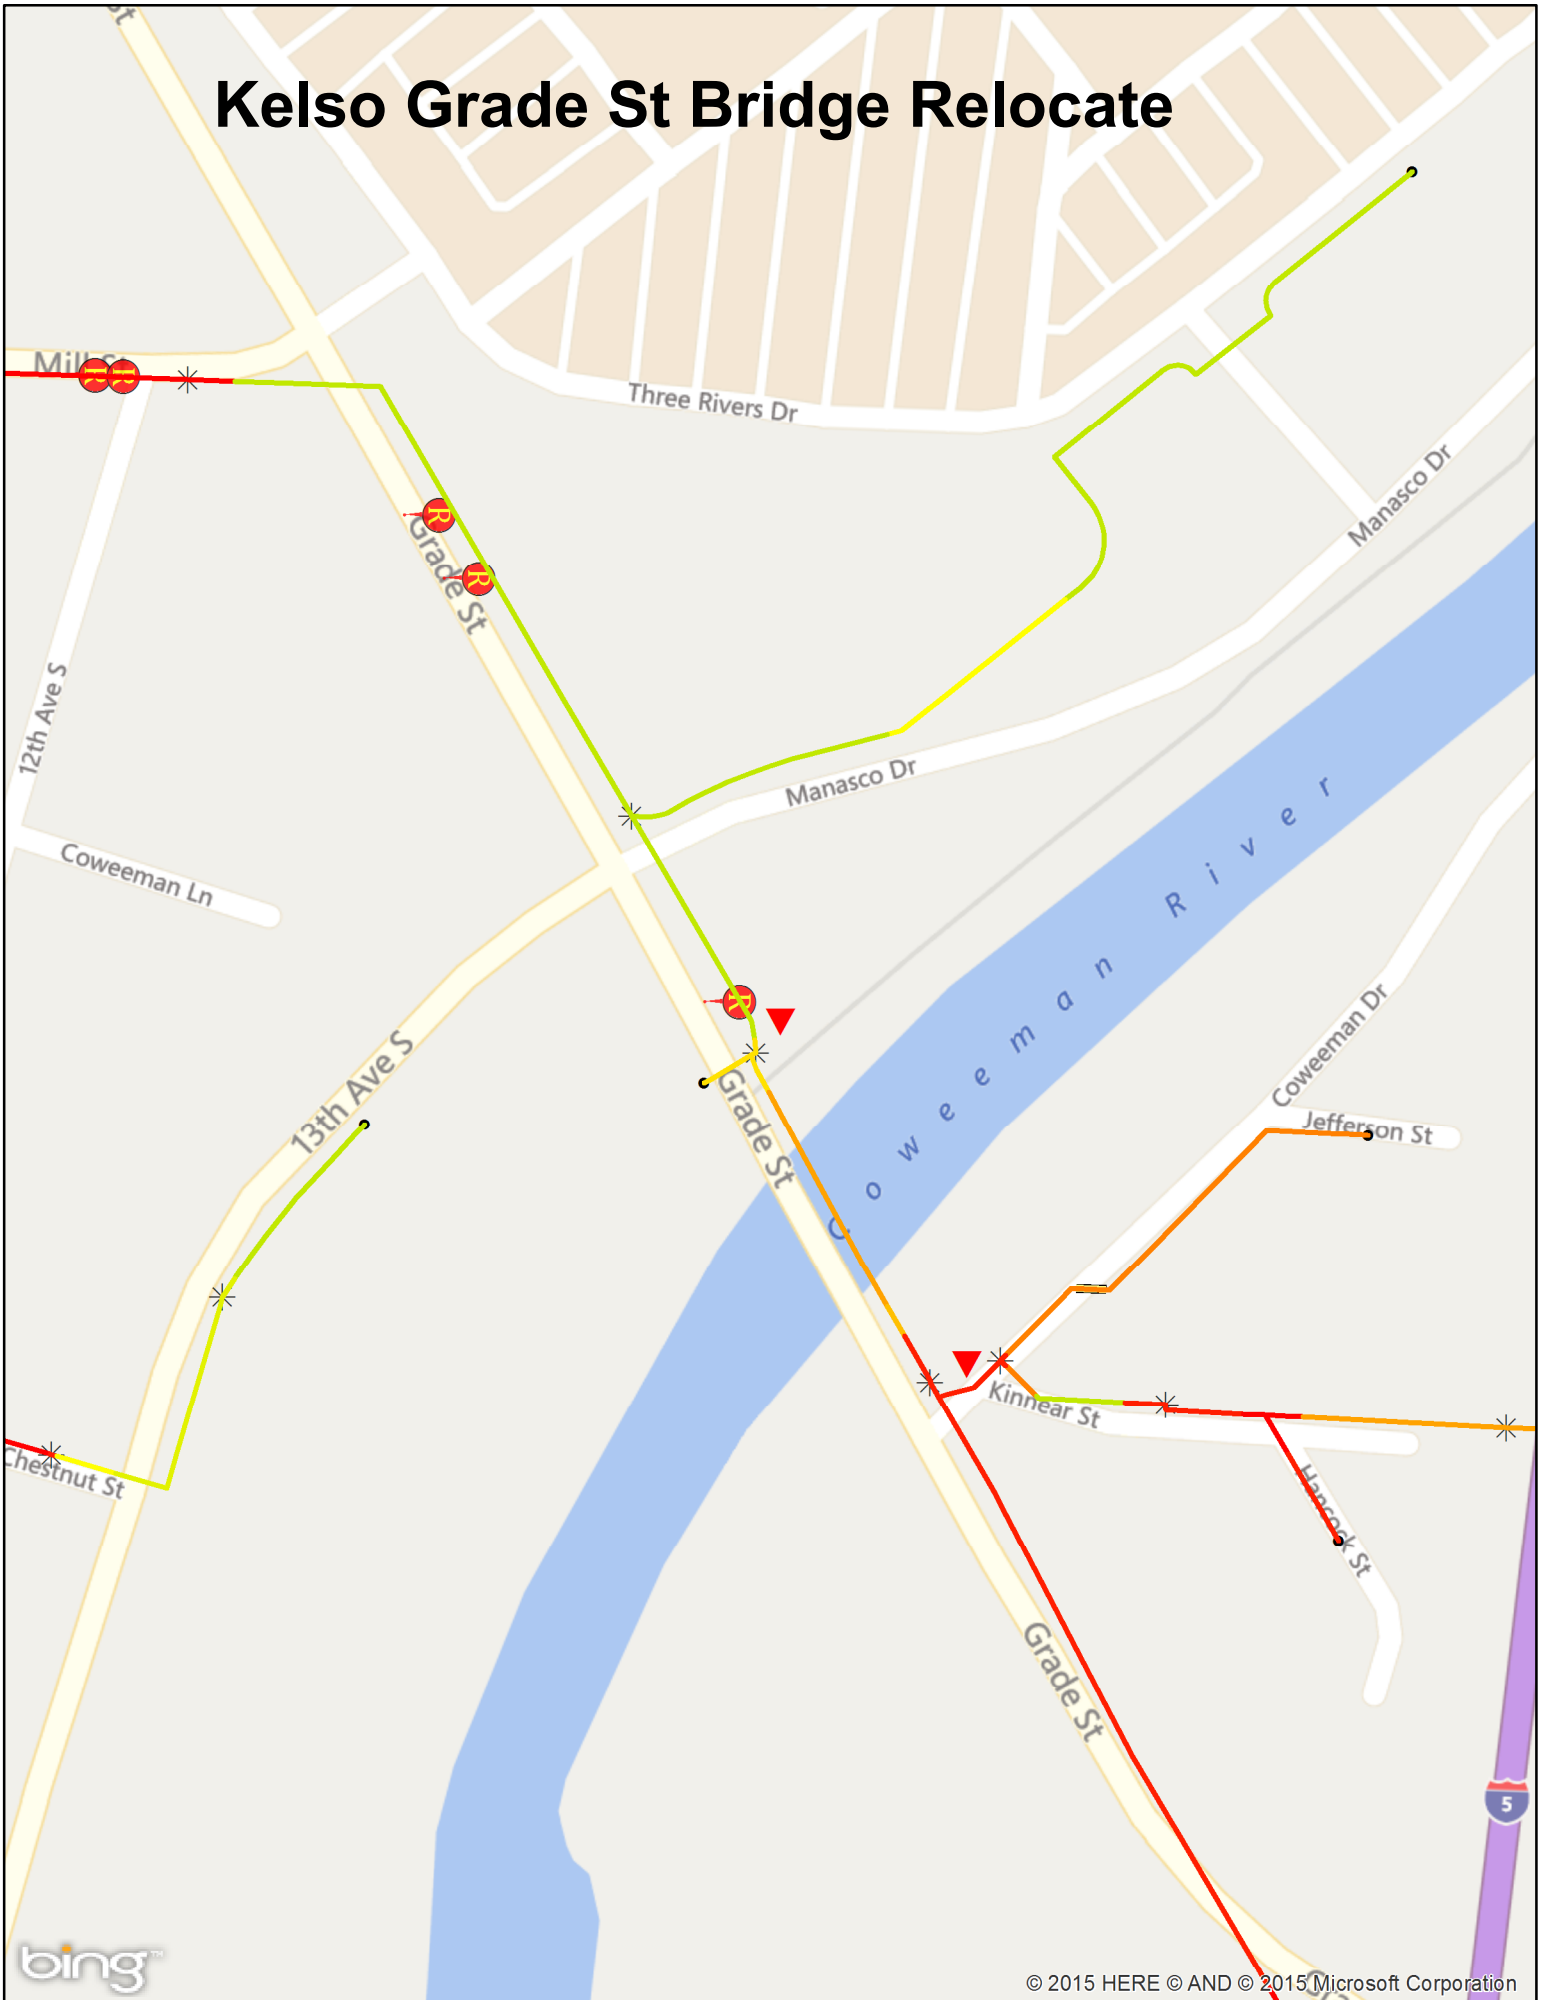 St
Kelso Grade St Bridge Relocate
Mill St
R
R
Three Rivers Dr
Manasco Dr
R
Grade St
R
12th Ave S
Manasco Dr
Coweeman River
Coweeman Ln
R
Coweeman Dr
13th Ave S
Grade St
Jefferson St
Kinnear St
Chestnut St
Hancock St
Grade St
5
bing™
© 2015 HERE © AND © 2015 Microsoft Corporation